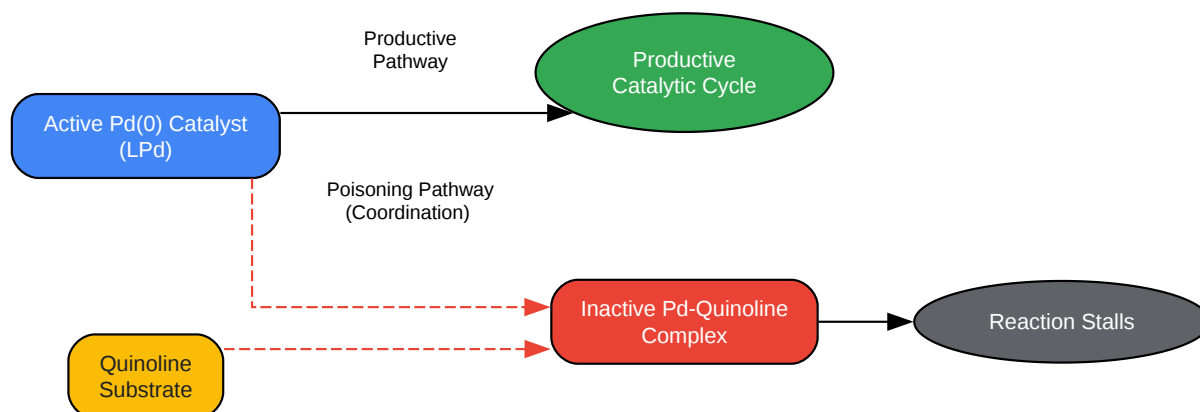 Productive
Pathway
Productive
Catalytic Cycle
Active Pd(0) Catalyst
(LPd)
Poisoning Pathway
(Coordination)
Inactive Pd-Quinoline
Complex
Reaction Stalls
Quinoline
Substrate